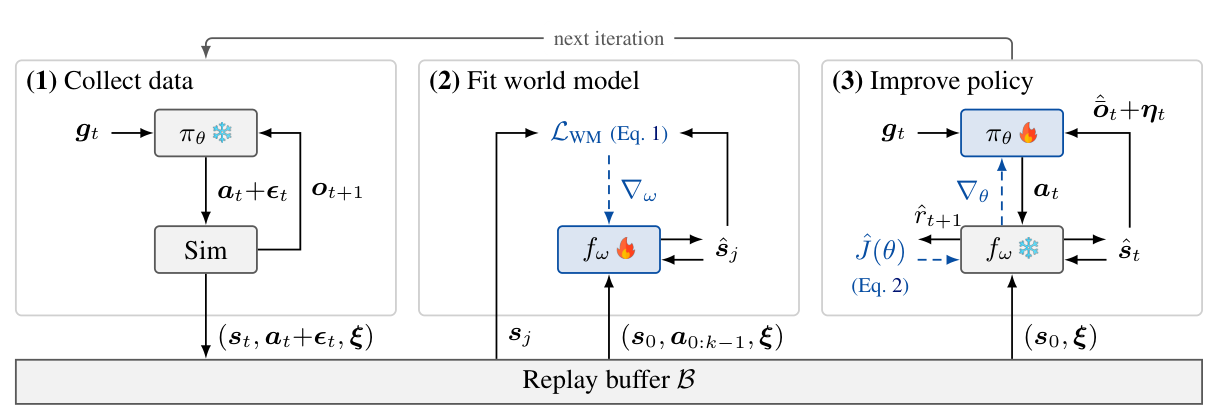 next iteration
(1) Collect data
g_t
π_θ
a_t+ϵ_t
o_{t+1}
Sim
(s_t, a_t+ϵ_t, ξ)
(2) Fit world model
ℒ_WM (Eq. 1)
∇_ω
f_ω
ŝ_j
s_j
(s_0, a_{0:k−1}, ξ)
(3) Improve policy
ô̄_t+η_t
g_t
π_θ
∇_θ
a_t
r̂_{t+1}
Ĵ(θ)
(Eq. 2)
f_ω
ŝ_t
(s_0, ξ)
Replay buffer ℬ